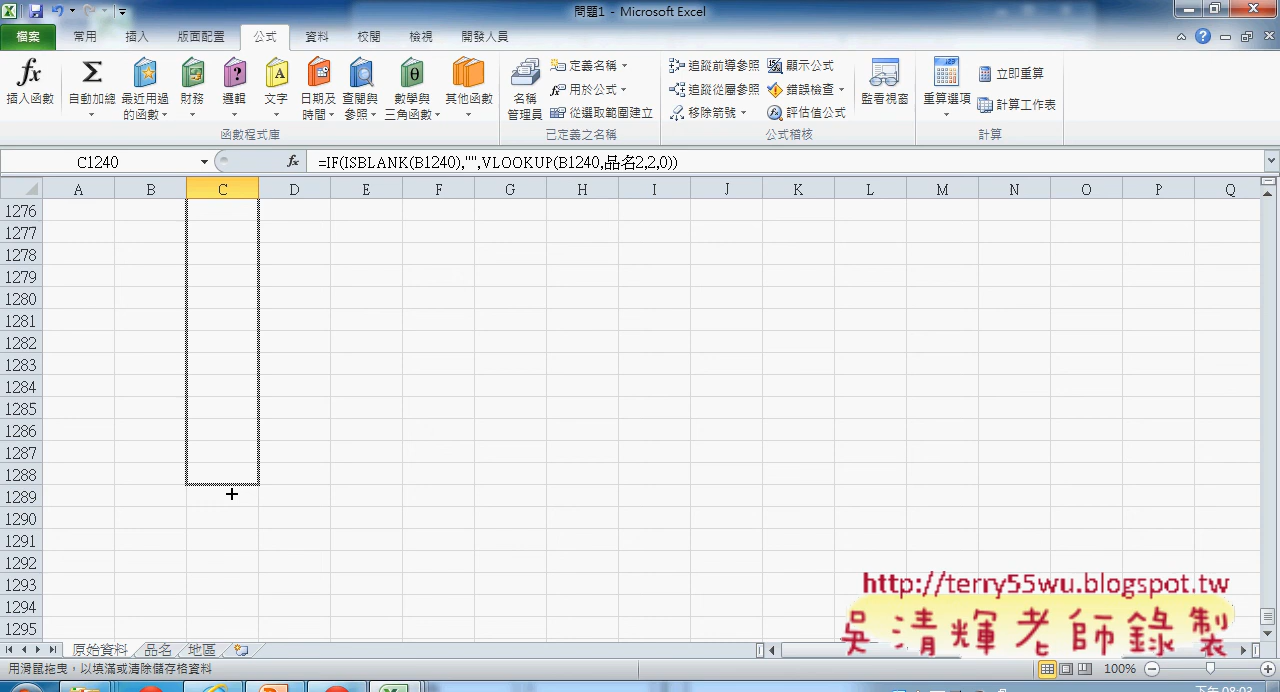 問題1 - Microsoft Excel
檔案 常用 插入 版面配置 公式 資料 校閱 檢視 開發人員
插入函數 自動加總 最近用過的函數 財務 邏輯 文字 日期及時間 查閱與參照 數學與三角函數 其他函數
函數程式庫
名稱管理員 定義名稱 用於公式 從選取範圍建立
已定義之名稱
追蹤前導參照 追蹤從屬參照 移除箭號 顯示公式 錯誤檢查 評估值公式 監看視窗
公式稽核
重算選項 立即重算 計算工作表
計算
C1240 fx =IF(ISBLANK(B1240),"",VLOOKUP(B1240,品名2,2,0))
A B C D E F G H I J K L M N O P Q
1276
1277
1278
1279
1280
1281
1282
1283
1284
1285
1286
1287
1288
1289
1290
1291
1292
1293
1294
1295
http://terry55wu.blogspot.tw
吳清輝老師錄製
原始資料 品名 地區
用滑鼠拖曳，以填滿或清除儲存格資料
100%
下午 08:03